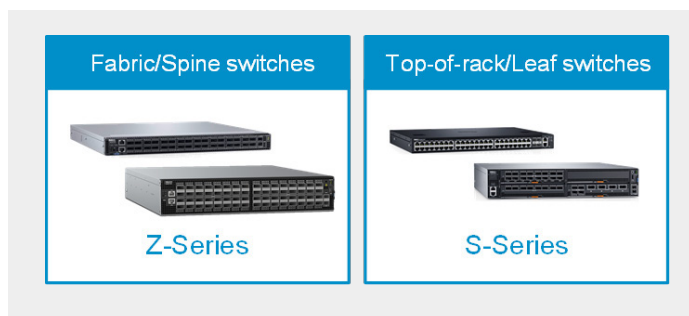 Fabric/Spine switches
Top-of-rack/Leaf switches
Z-Series
S-Series